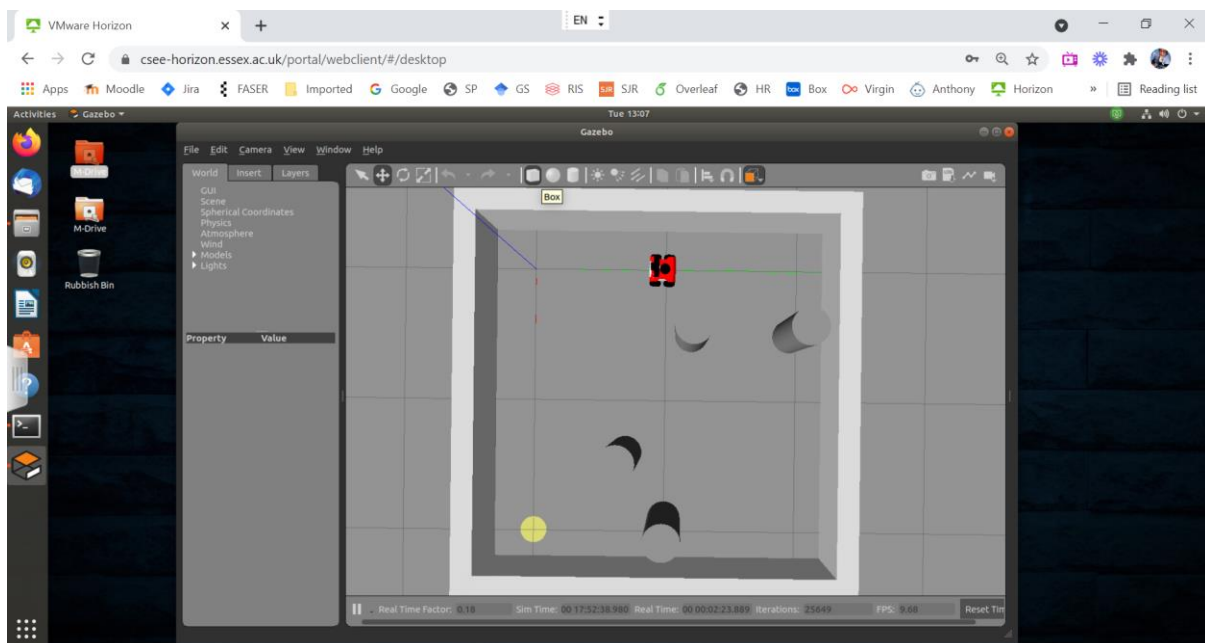 EN
VMware Horizon
csee-horizon.essex.ac.uk/portal/webclient/#/desktop
Apps Moodle Jira FASER Imported Google SP GS RIS SJR Overleaf HR Box Virgin Anthony Horizon » Reading list
Activities Gazebo Tue 13:07
Gazebo
File Edit Camera View Window Help
World Insert Layers
Box
GUI
Scene
Spherical Coordinates
Physics
Atmosphere
Wind
Models
Lights
Property Value
M-Drive
M-Drive
Rubbish Bin
Real Time Factor: 0.18 Sim Time: 00 17:52:58.980 Real Time: 00 00:02:23.889 Iterations: 25649 FPS: 9.68 Reset Tim